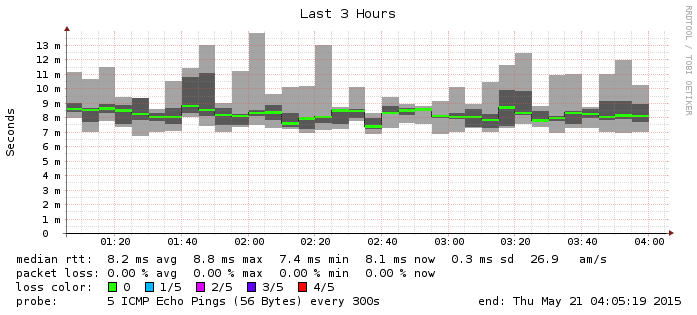 Last 3 Hours
RRDTOOL / TOBI OETIKER
Seconds
13 m
12 m
11 m
10 m
9 m
8 m
7 m
6 m
5 m
4 m
3 m
2 m
1 m
0
01:20 01:40 02:00 02:20 02:40 03:00 03:20 03:40 04:00
median rtt: 8.2 ms avg 8.8 ms max 7.4 ms min 8.1 ms now 0.3 ms sd 26.9 am/s
packet loss: 0.00 % avg 0.00 % max 0.00 % min 0.00 % now
loss color: 0 1/5 2/5 3/5 4/5
probe: 5 ICMP Echo Pings (56 Bytes) every 300s end: Thu May 21 04:05:19 2015